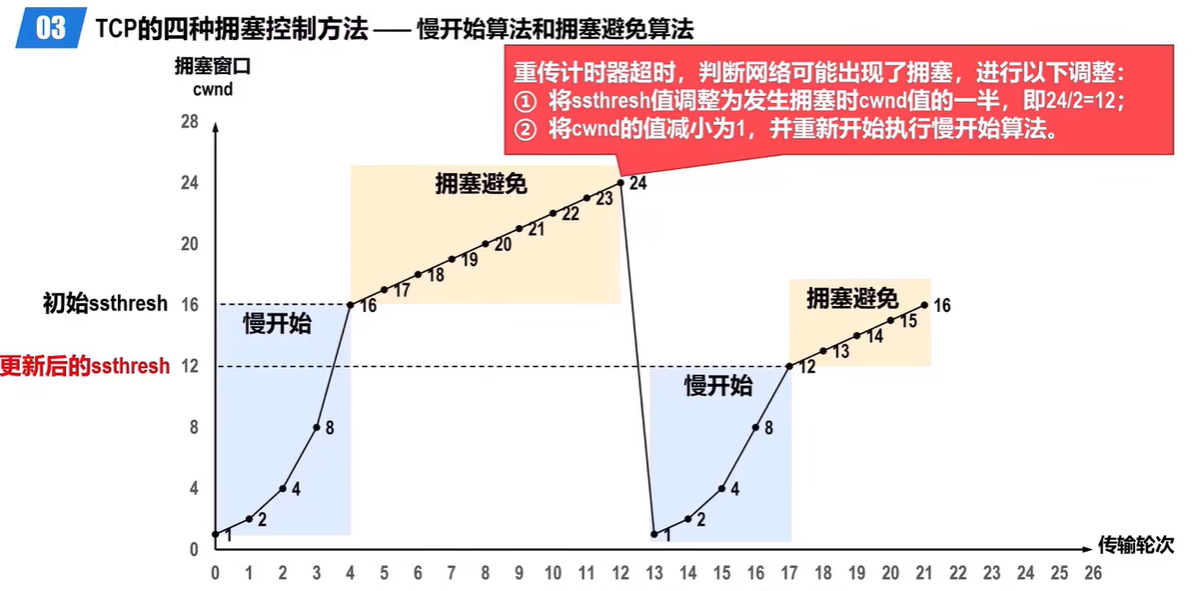 03 TCP的四种拥塞控制方法 —— 慢开始算法和拥塞避免算法
拥塞窗口
cwnd
重传计时器超时，判断网络可能出现了拥塞，进行以下调整：
① 将ssthresh值调整为发生拥塞时cwnd值的一半，即24/2=12；
② 将cwnd的值减小为1，并重新开始执行慢开始算法。
28
24
20
初始ssthresh 16
更新后的ssthresh 12
8
4
0
慢开始
1
2
4
8
16
拥塞避免
17
18
19
20
21
22
23
24
慢开始
1
2
4
8
12
拥塞避免
13
14
15
16
传输轮次
0 1 2 3 4 5 6 7 8 9 10 11 12 13 14 15 16 17 18 19 20 21 22 23 24 25 26